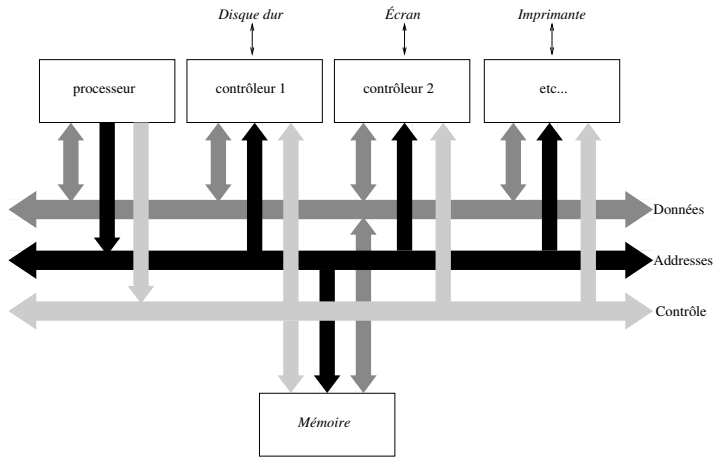 Disque dur
Écran
Imprimante
processeur
contrôleur 1
contrôleur 2
etc...
Données
Addresses
Contrôle
Mémoire